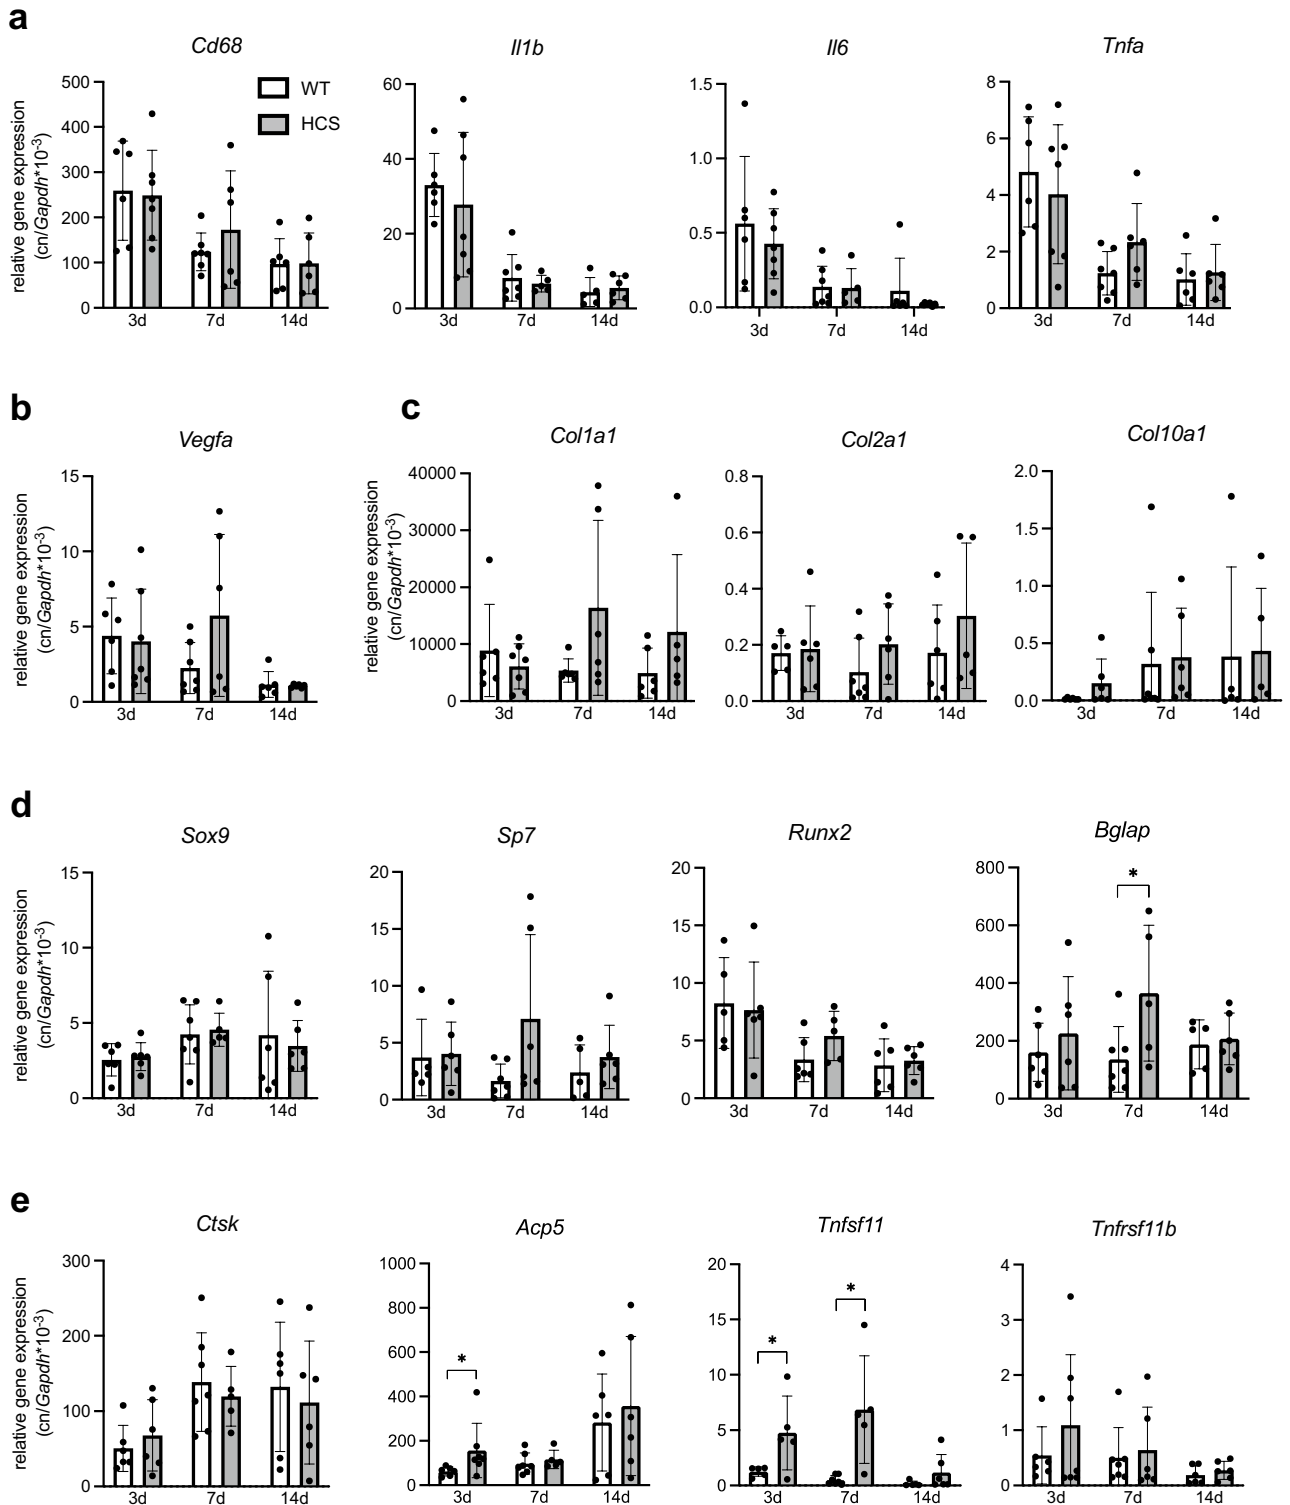 a
Cd68
Il1b
Il6
Tnfa
relative gene expression
(cn/Gapdh*10-3)
WT
HCS
500
400
300
200
100
0
3d
7d
14d
60
40
20
0
3d
7d
14d
1.5
1.0
0.5
0.0
3d
7d
14d
8
6
4
2
0
3d
7d
14d
b
Vegfa
relative gene expression
(cn/Gapdh*10-3)
15
10
5
0
3d
7d
14d
c
Col1a1
Col2a1
Col10a1
relative gene expression
(cn/Gapdh*10-3)
40000
30000
20000
10000
0
3d
7d
14d
0.8
0.6
0.4
0.2
0.0
3d
7d
14d
2.0
1.5
1.0
0.5
0.0
3d
7d
14d
d
Sox9
Sp7
Runx2
Bglap
relative gene expression
(cn/Gapdh*10-3)
15
10
5
0
3d
7d
14d
20
15
10
5
0
3d
7d
14d
20
15
10
5
0
3d
7d
14d
800
600
400
200
0
*
3d
7d
14d
e
Ctsk
Acp5
Tnfsf11
Tnfrsf11b
relative gene expression
(cn/Gapdh*10-3)
300
200
100
0
3d
7d
14d
1000
800
600
400
200
0
*
3d
7d
14d
20
15
10
5
0
*
*
3d
7d
14d
4
3
2
1
0
3d
7d
14d